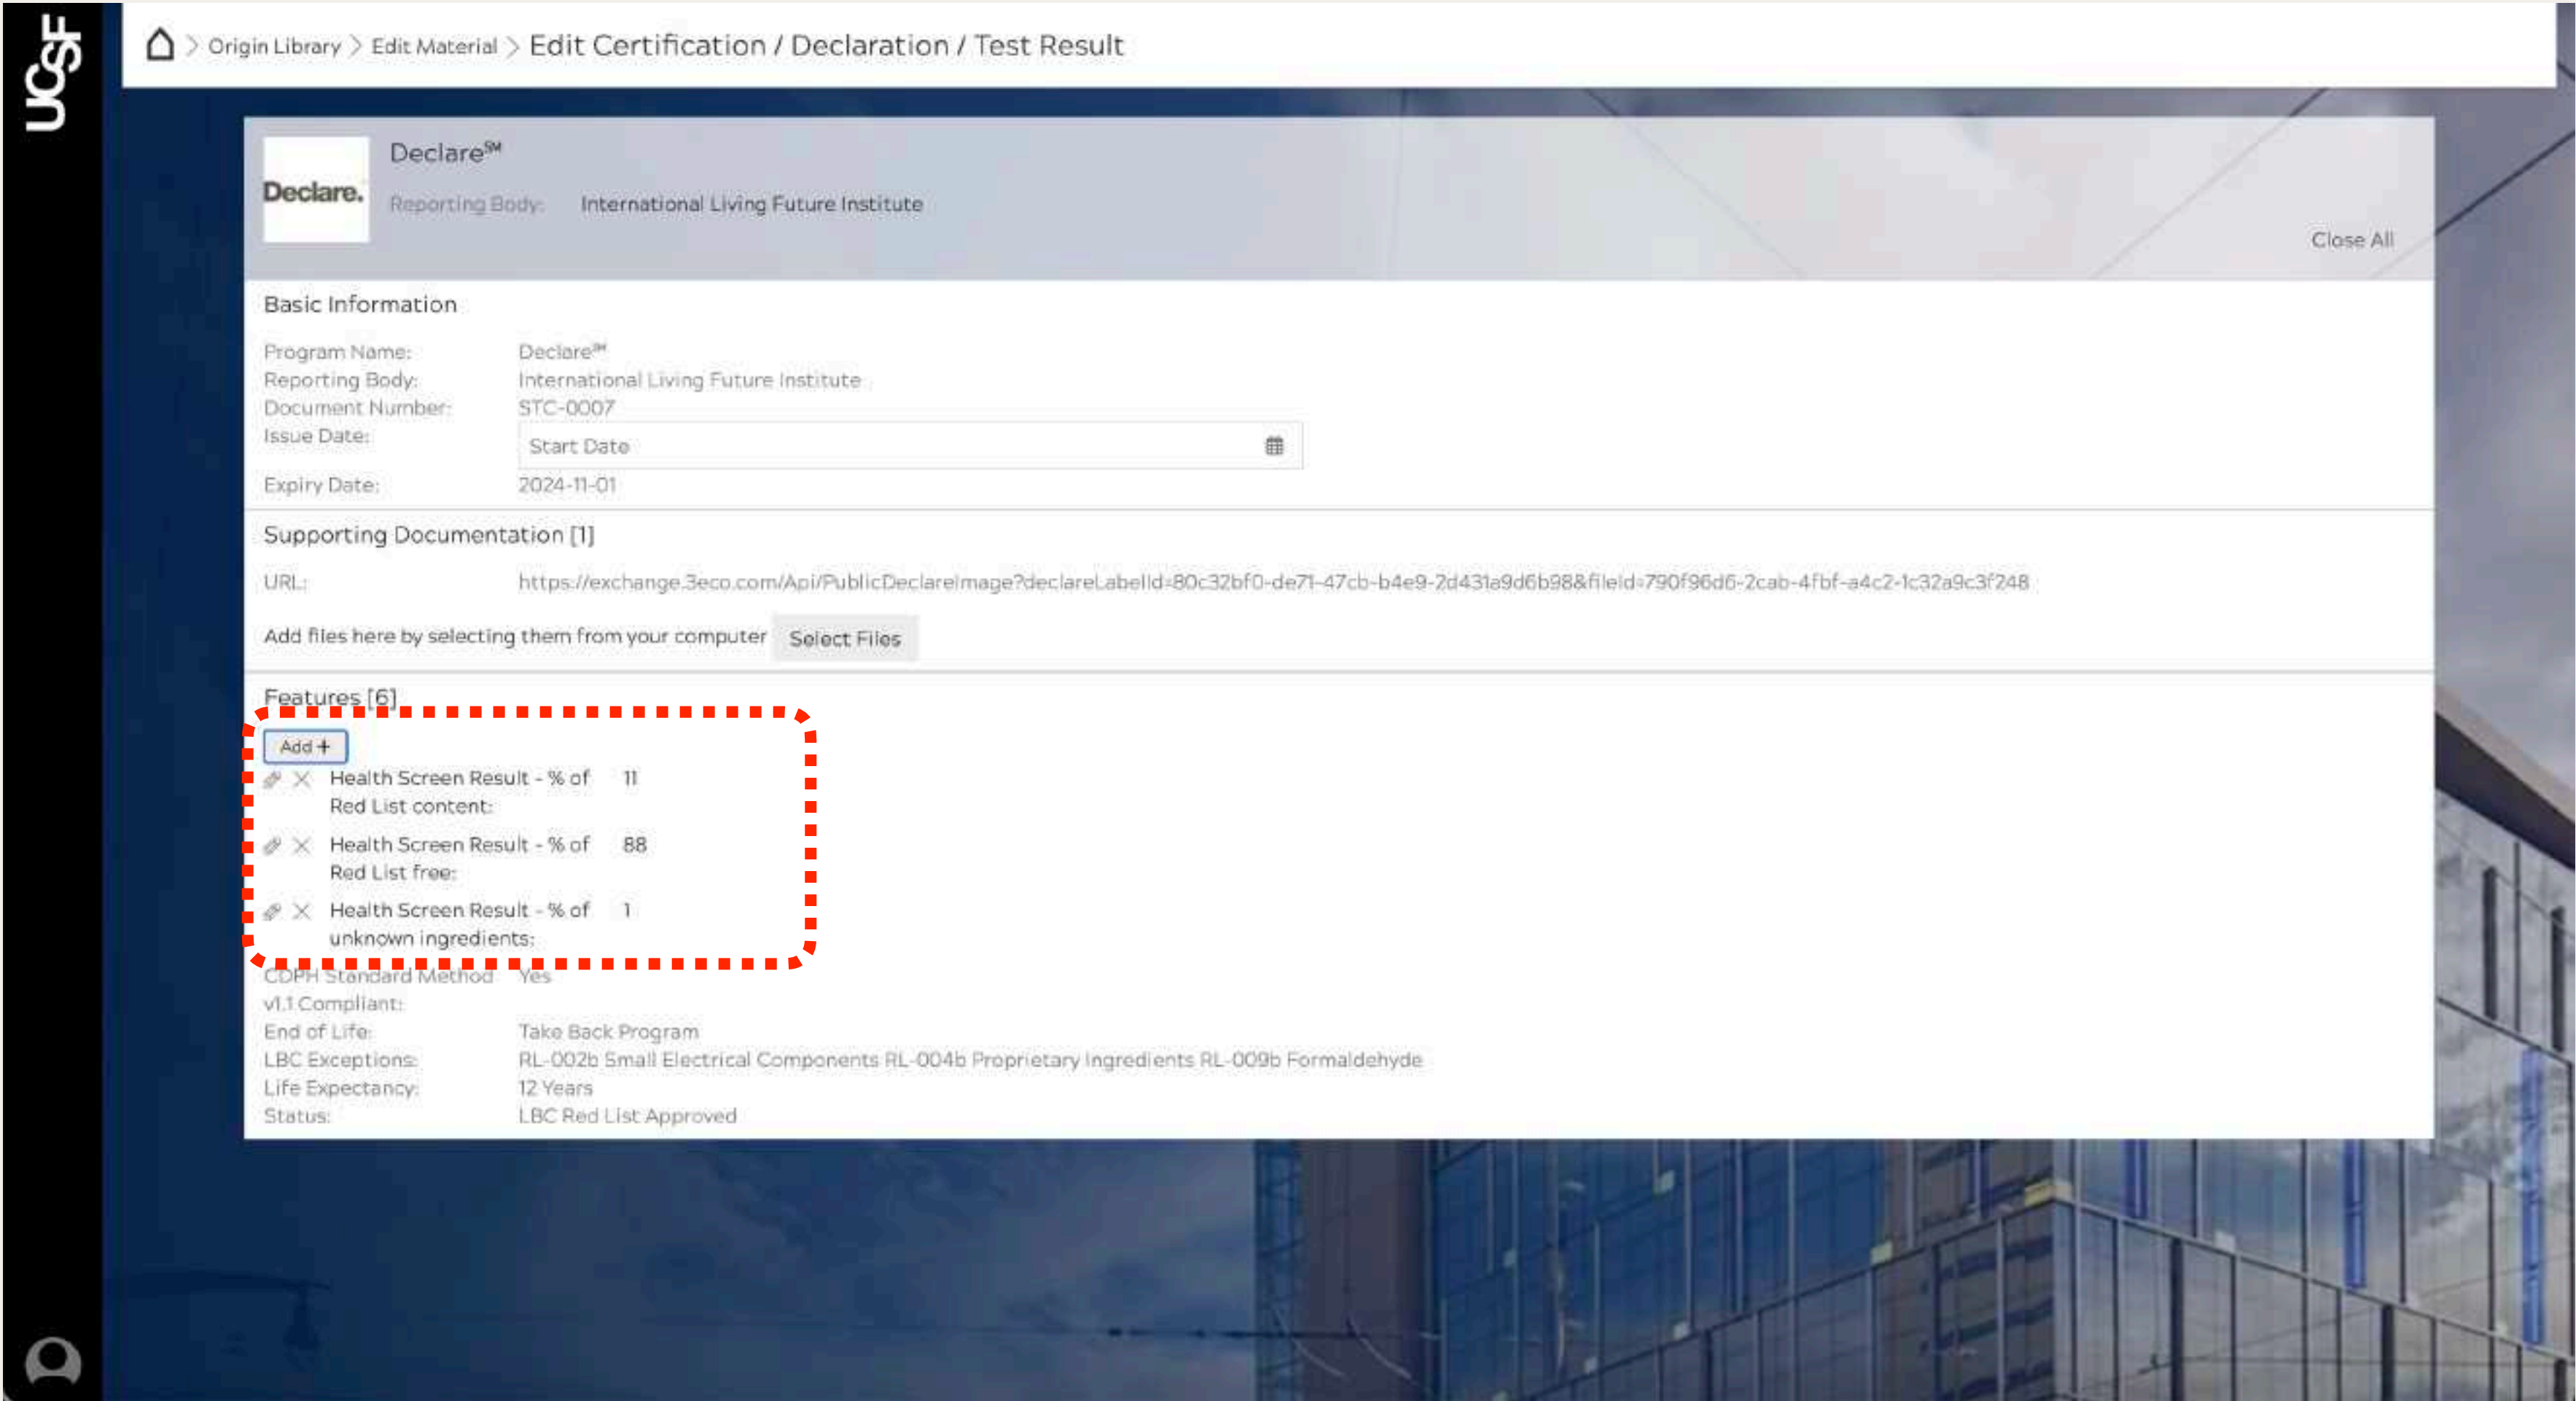 UCSF
Origin Library > Edit Material > Edit Certification / Declaration / Test Result
Declare℠
Declare.
Reporting Body: International Living Future Institute
Close All
Basic Information
Program Name: Declare℠
Reporting Body: International Living Future Institute
Document Number: STC-0007
Issue Date: Start Date
Expiry Date: 2024-11-01
Supporting Documentation [1]
URL: https://exchange.3eco.com/Api/PublicDeclareImage?declareLabelId=80c32bf0-de71-47cb-b4e9-2d431a9d6b98&fileId=790f96d6-2cab-4fbf-a4c2-1c32a9c3f248
Add files here by selecting them from your computer Select Files
Features [6]
Add +
Health Screen Result - % of 11
Red List content:
Health Screen Result - % of 88
Red List free:
Health Screen Result - % of 1
unknown ingredients:
CDPH Standard Method Yes
v1.1 Compliant:
End of Life: Take Back Program
LBC Exceptions: RL-002b Small Electrical Components RL-004b Proprietary Ingredients RL-009b Formaldehyde
Life Expectancy: 12 Years
Status: LBC Red List Approved